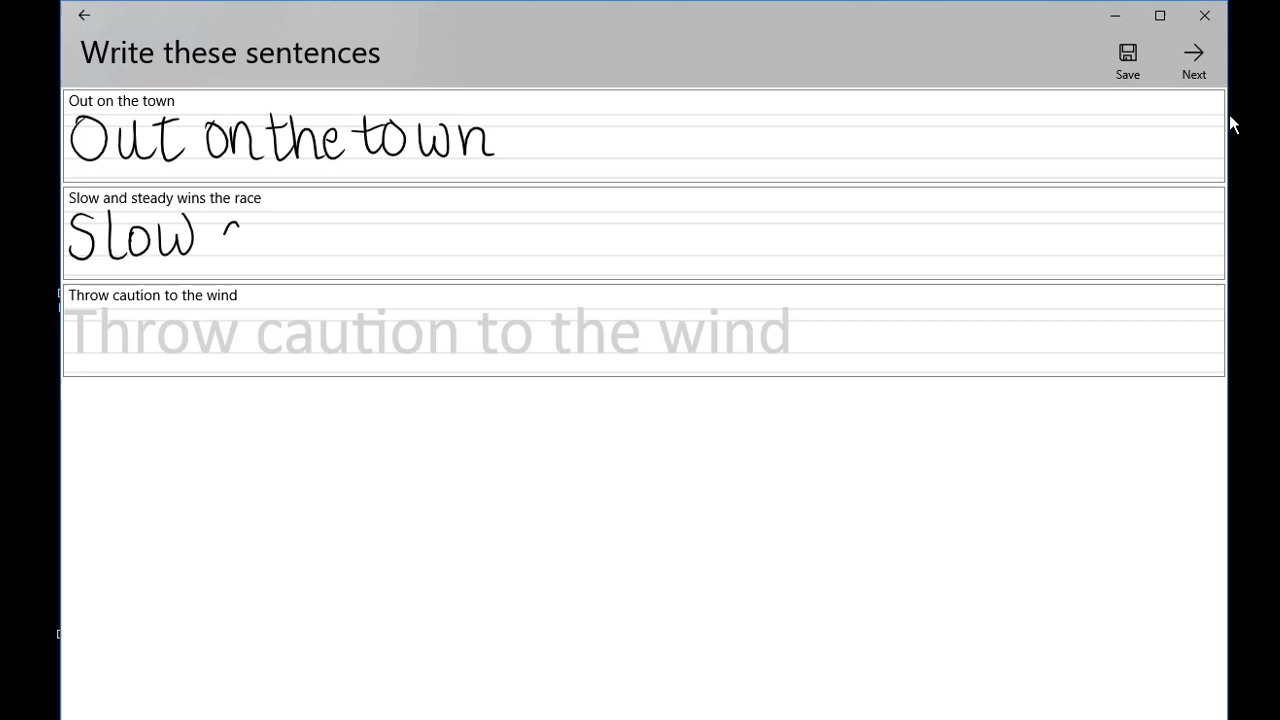 Write these sentences
Save
Next
Out on the town
Out on the town
Slow and steady wins the race
Slow
Throw caution to the wind
Throw caution to the wind